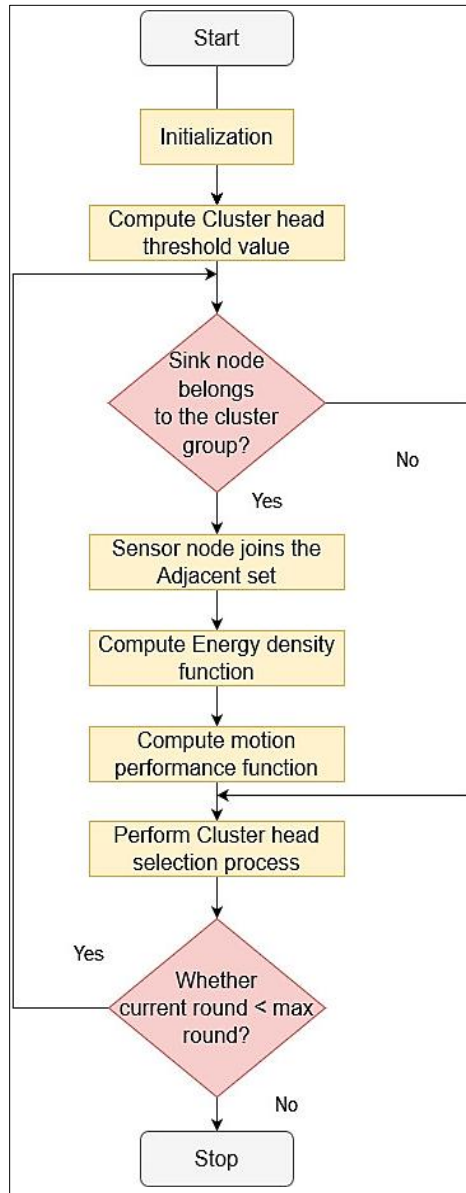 Start
Initialization
Compute Cluster head
threshold value
Sink node
belongs
to the cluster
group?
No
Yes
Sensor node joins the
Adjacent set
Compute Energy density
function
Compute motion
performance function
Perform Cluster head
selection process
Yes
Whether
current round < max
round?
No
Stop